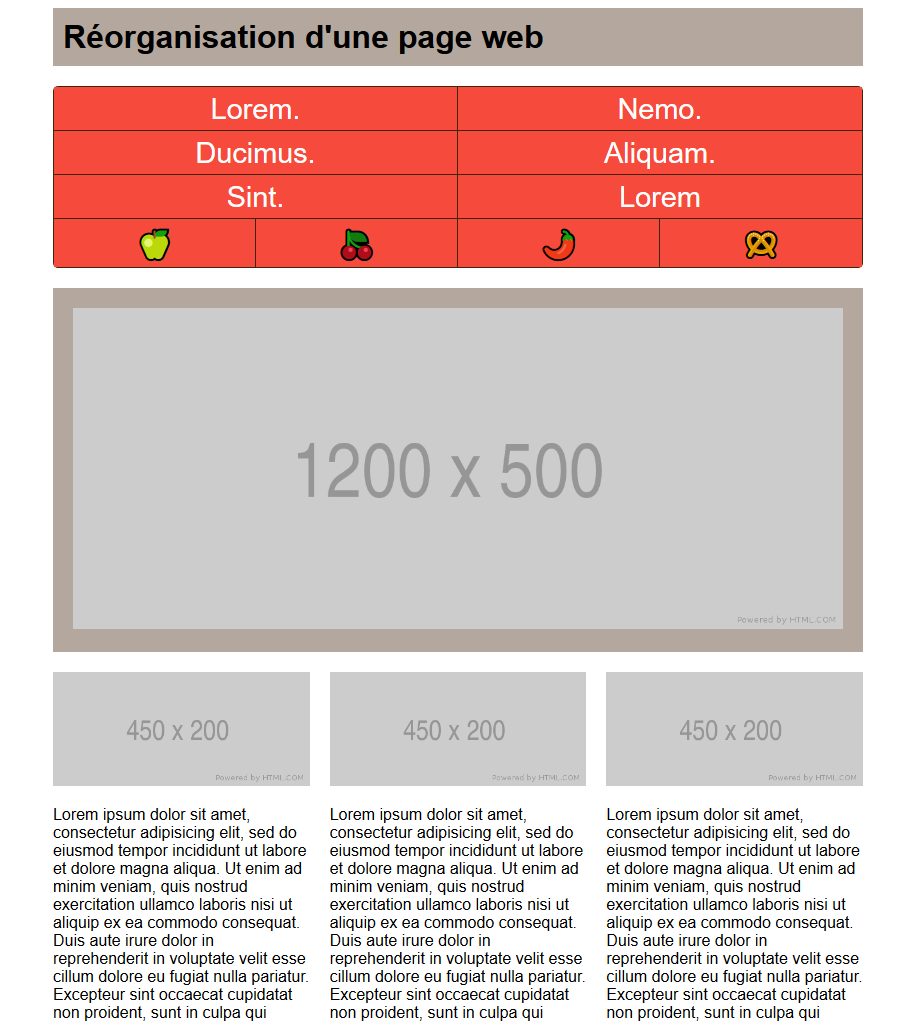 Réorganisation d'une page web
Lorem.
Nemo.
Ducimus.
Aliquam.
Sint.
Lorem
1200 x 500
Powered by HTML.COM
450 x 200
Powered by HTML.COM
450 x 200
Powered by HTML.COM
450 x 200
Powered by HTML.COM
Lorem ipsum dolor sit amet,
consectetur adipisicing elit, sed do
eiusmod tempor incididunt ut labore
et dolore magna aliqua. Ut enim ad
minim veniam, quis nostrud
exercitation ullamco laboris nisi ut
aliquip ex ea commodo consequat.
Duis aute irure dolor in
reprehenderit in voluptate velit esse
cillum dolore eu fugiat nulla pariatur.
Excepteur sint occaecat cupidatat
non proident, sunt in culpa qui
Lorem ipsum dolor sit amet,
consectetur adipisicing elit, sed do
eiusmod tempor incididunt ut labore
et dolore magna aliqua. Ut enim ad
minim veniam, quis nostrud
exercitation ullamco laboris nisi ut
aliquip ex ea commodo consequat.
Duis aute irure dolor in
reprehenderit in voluptate velit esse
cillum dolore eu fugiat nulla pariatur.
Excepteur sint occaecat cupidatat
non proident, sunt in culpa qui
Lorem ipsum dolor sit amet,
consectetur adipisicing elit, sed do
eiusmod tempor incididunt ut labore
et dolore magna aliqua. Ut enim ad
minim veniam, quis nostrud
exercitation ullamco laboris nisi ut
aliquip ex ea commodo consequat.
Duis aute irure dolor in
reprehenderit in voluptate velit esse
cillum dolore eu fugiat nulla pariatur.
Excepteur sint occaecat cupidatat
non proident, sunt in culpa qui